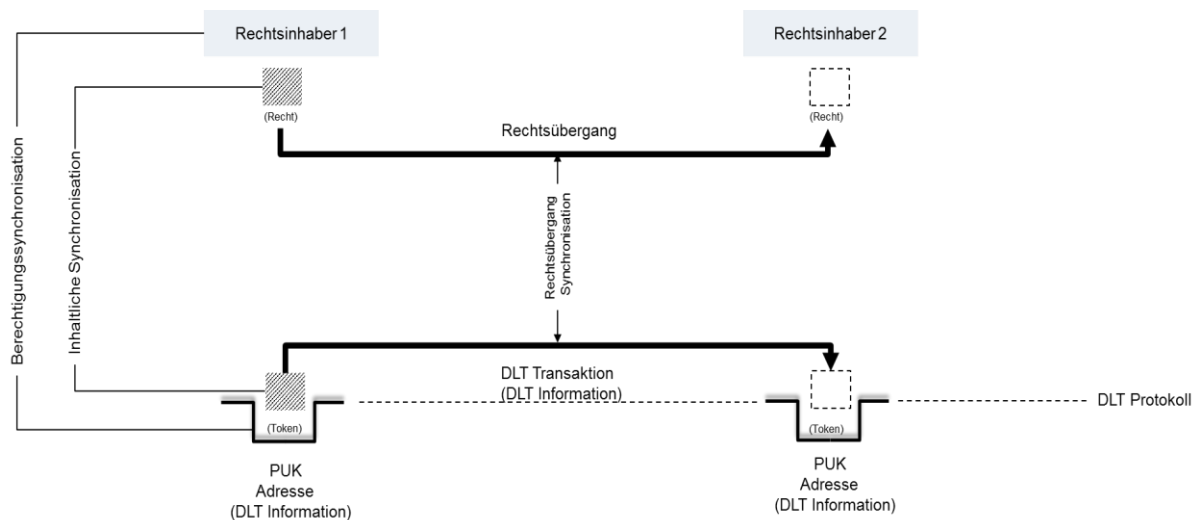 Rechtsinhaber 1
Rechtsinhaber 2
(Recht)
(Recht)
Rechtsübergang
Berechtigungssynchronisation
Inhaltliche Synchronisation
Rechtsübergang
Synchronisation
DLT Transaktion
(DLT Information)
DLT Protokoll
(Token)
(Token)
PUK
Adresse
(DLT Information)
PUK
Adresse
(DLT Information)